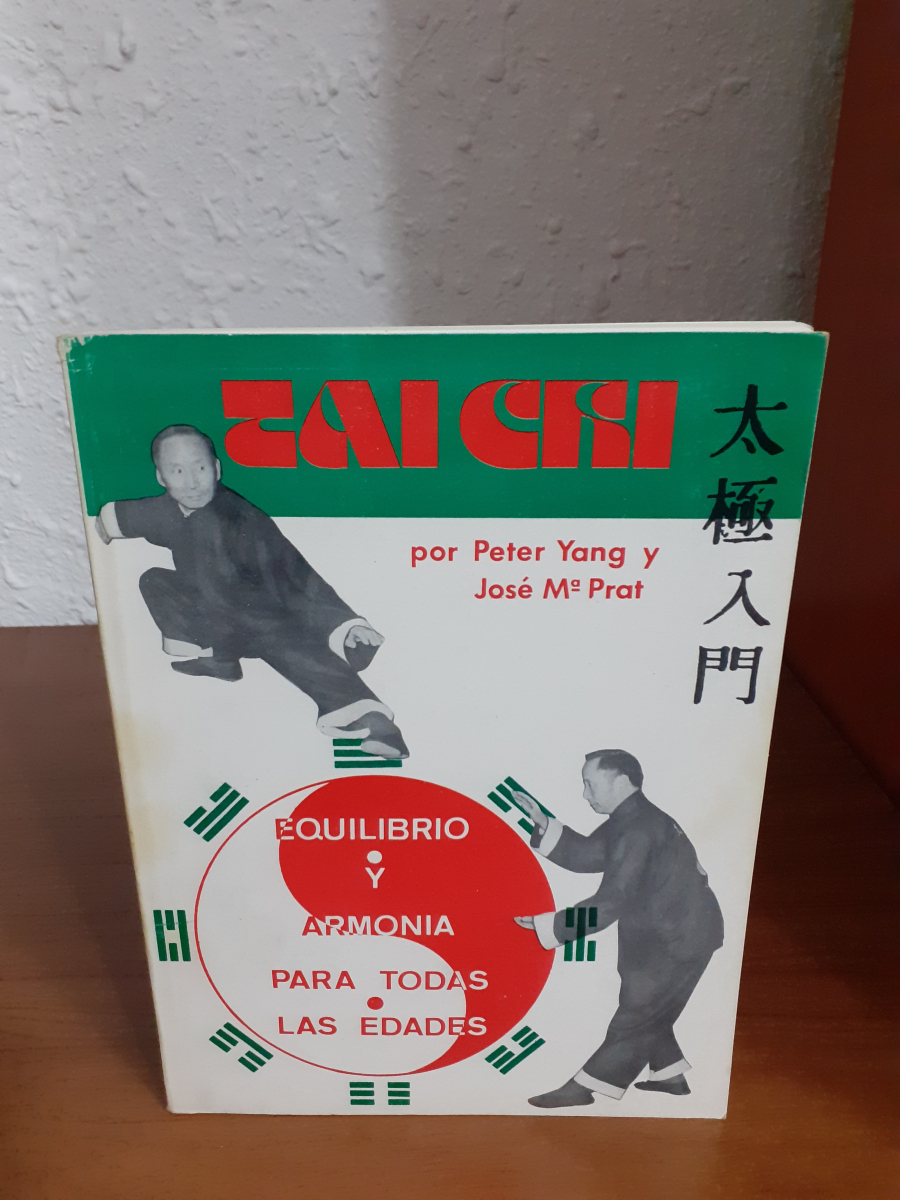 TAI CHI
太極入門
por Peter Yang y
José Mª Prat
EQUILIBRIO
Y
ARMONIA
PARA TODAS
LAS EDADES